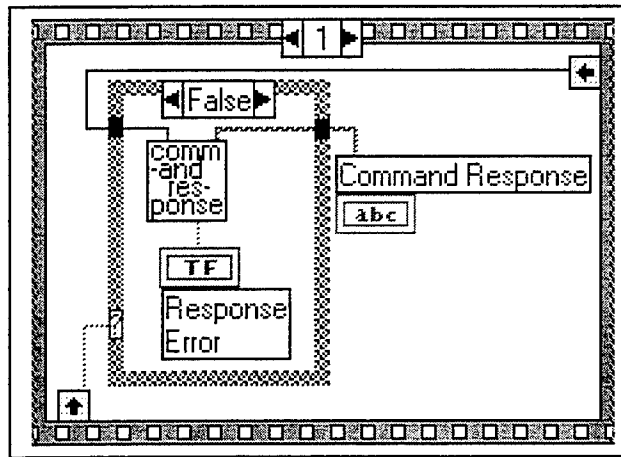 1
False
comm
-and
res-
ponse
Command Response
abc
TF
Response
Error